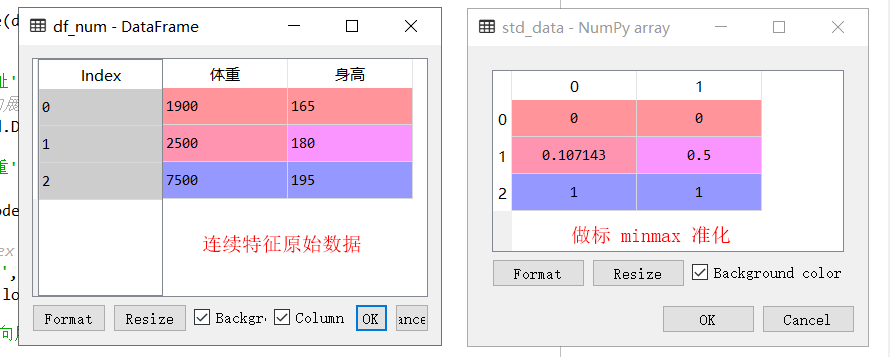 df_num - DataFrame
Index 体重 身高
0 1900 165
1 2500 180
2 7500 195
连续特征原始数据
Format Resize Backgr Column OK
std_data - NumPy array
0 1
0 0 0
1 0.107143 0.5
2 1 1
做标 minmax 准化
Format Resize Background color
OK Cancel